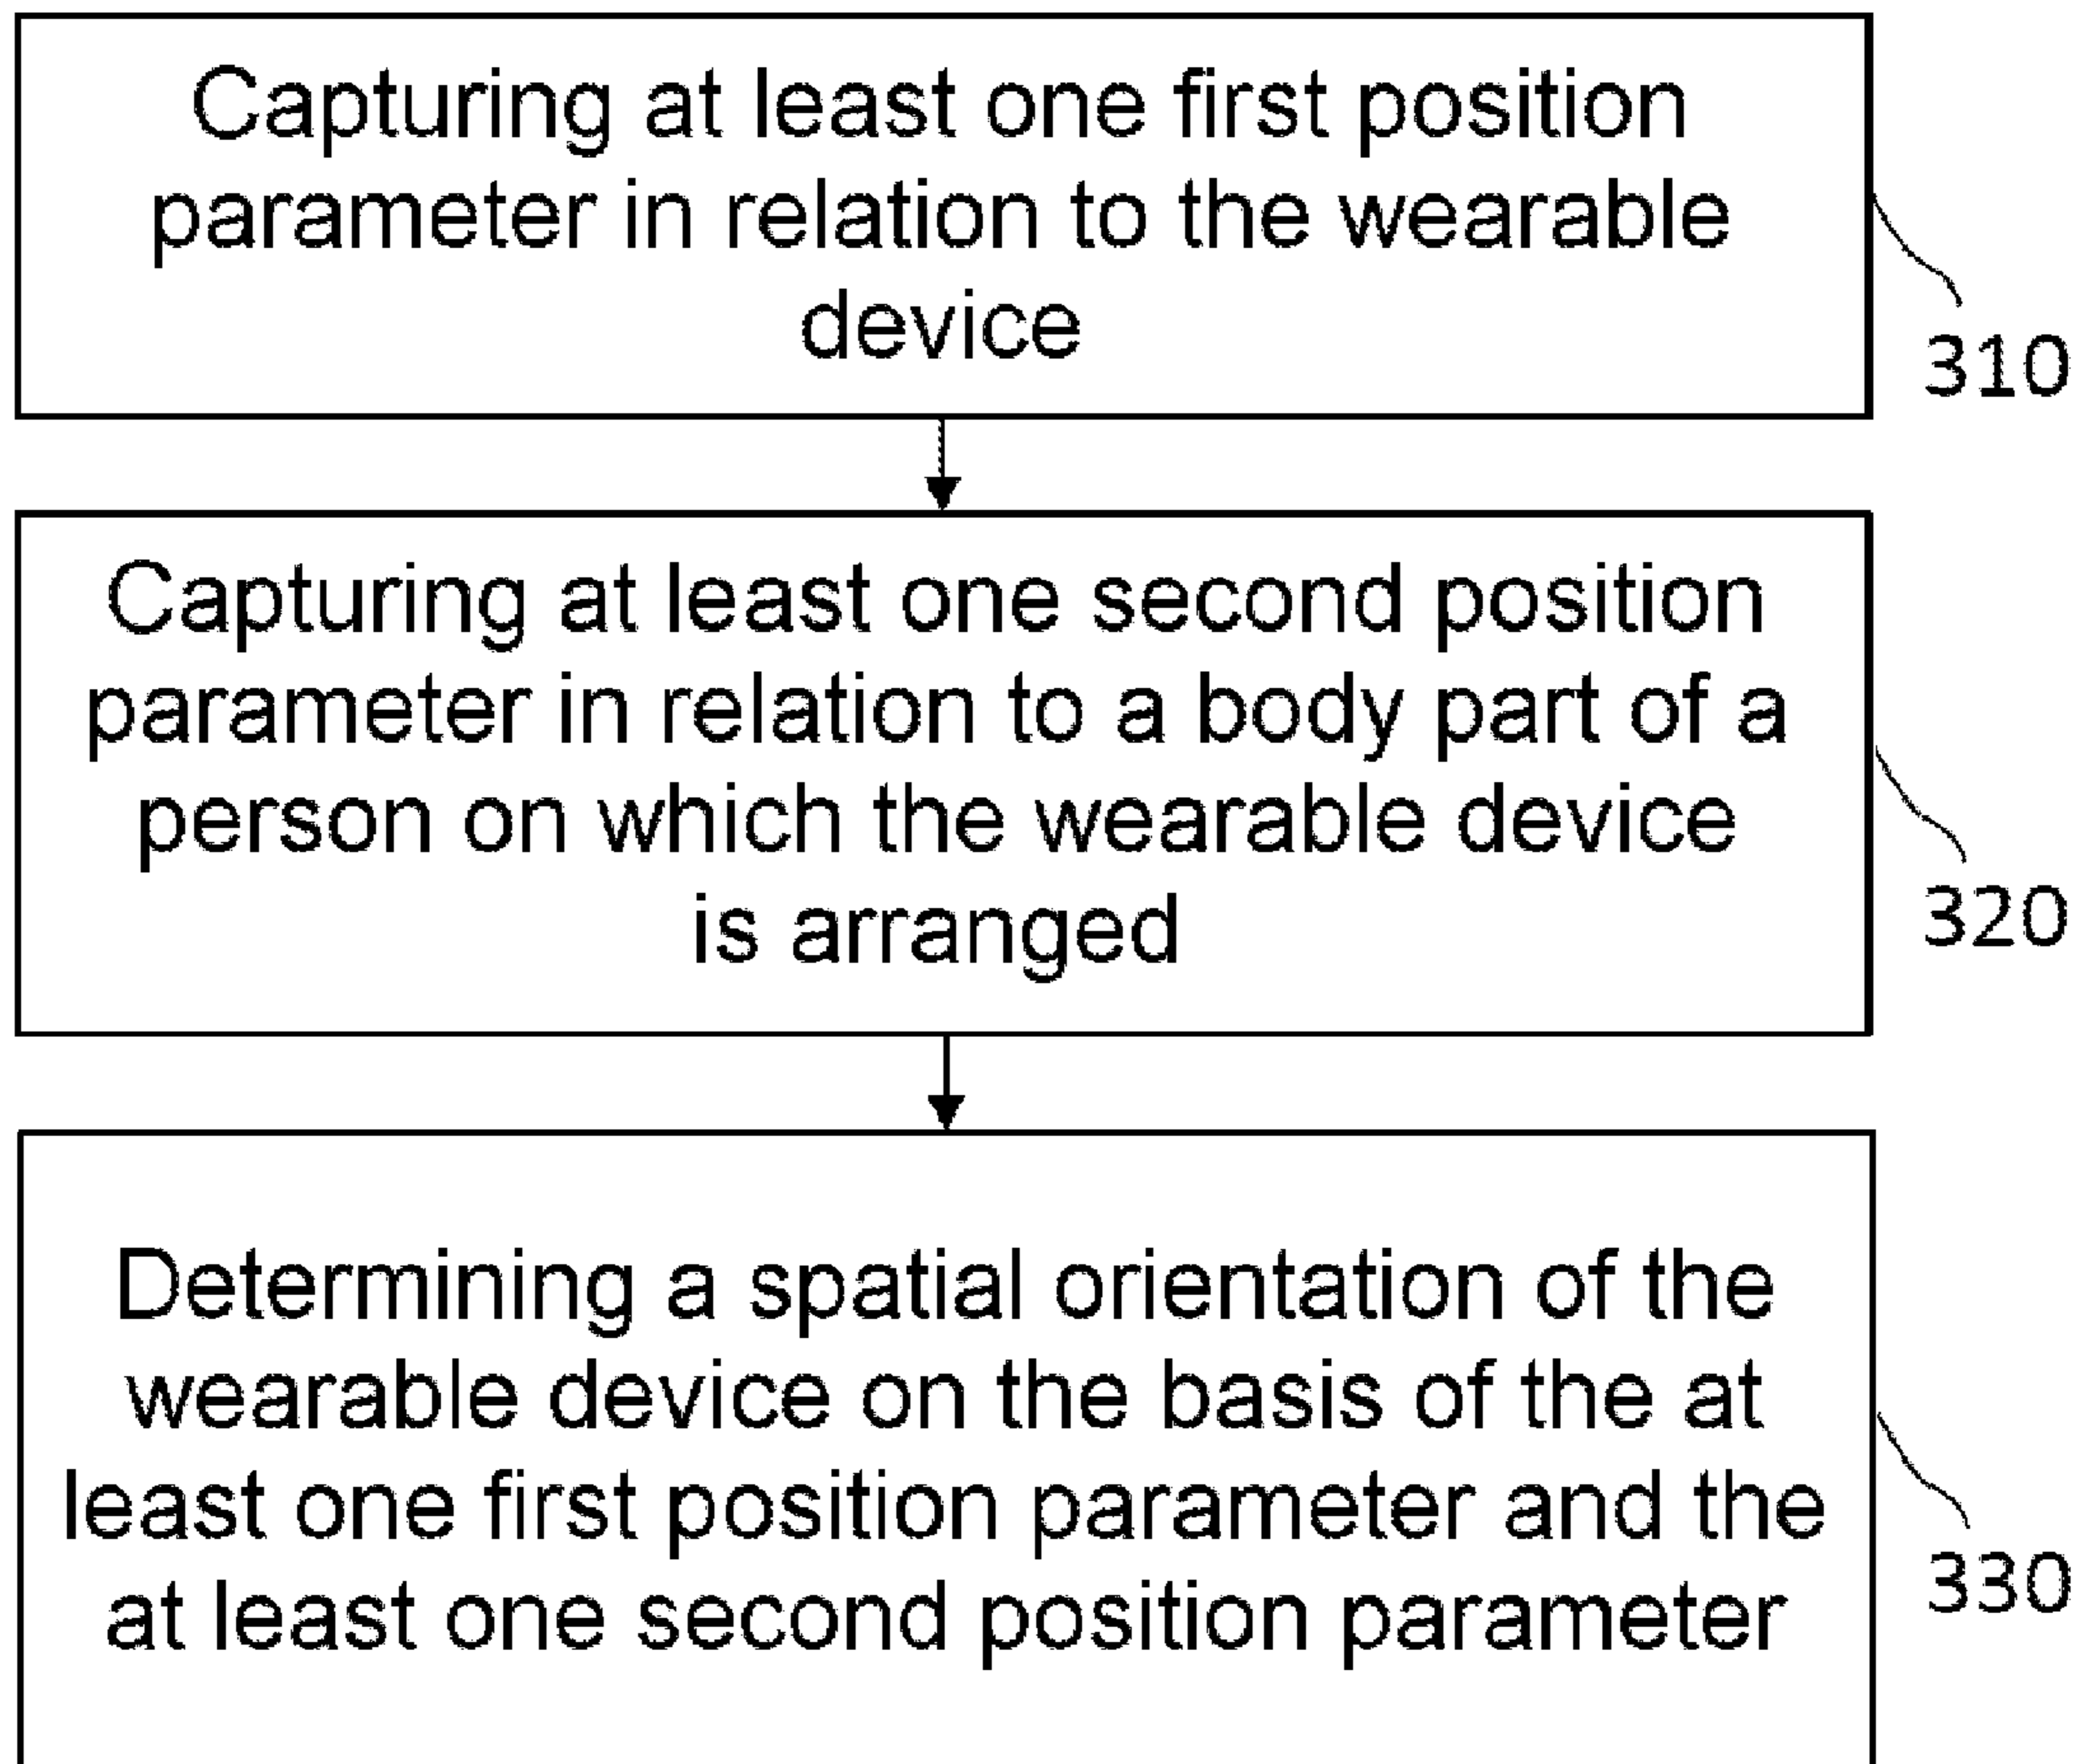 Capturing at least one first position
parameter in relation to the wearable
device
310
Capturing at least one second position
parameter in relation to a body part of a
person on which the wearable device
is arranged
320
Determining a spatial orientation of the
wearable device on the basis of the at
least one first position parameter and the
at least one second position parameter
330